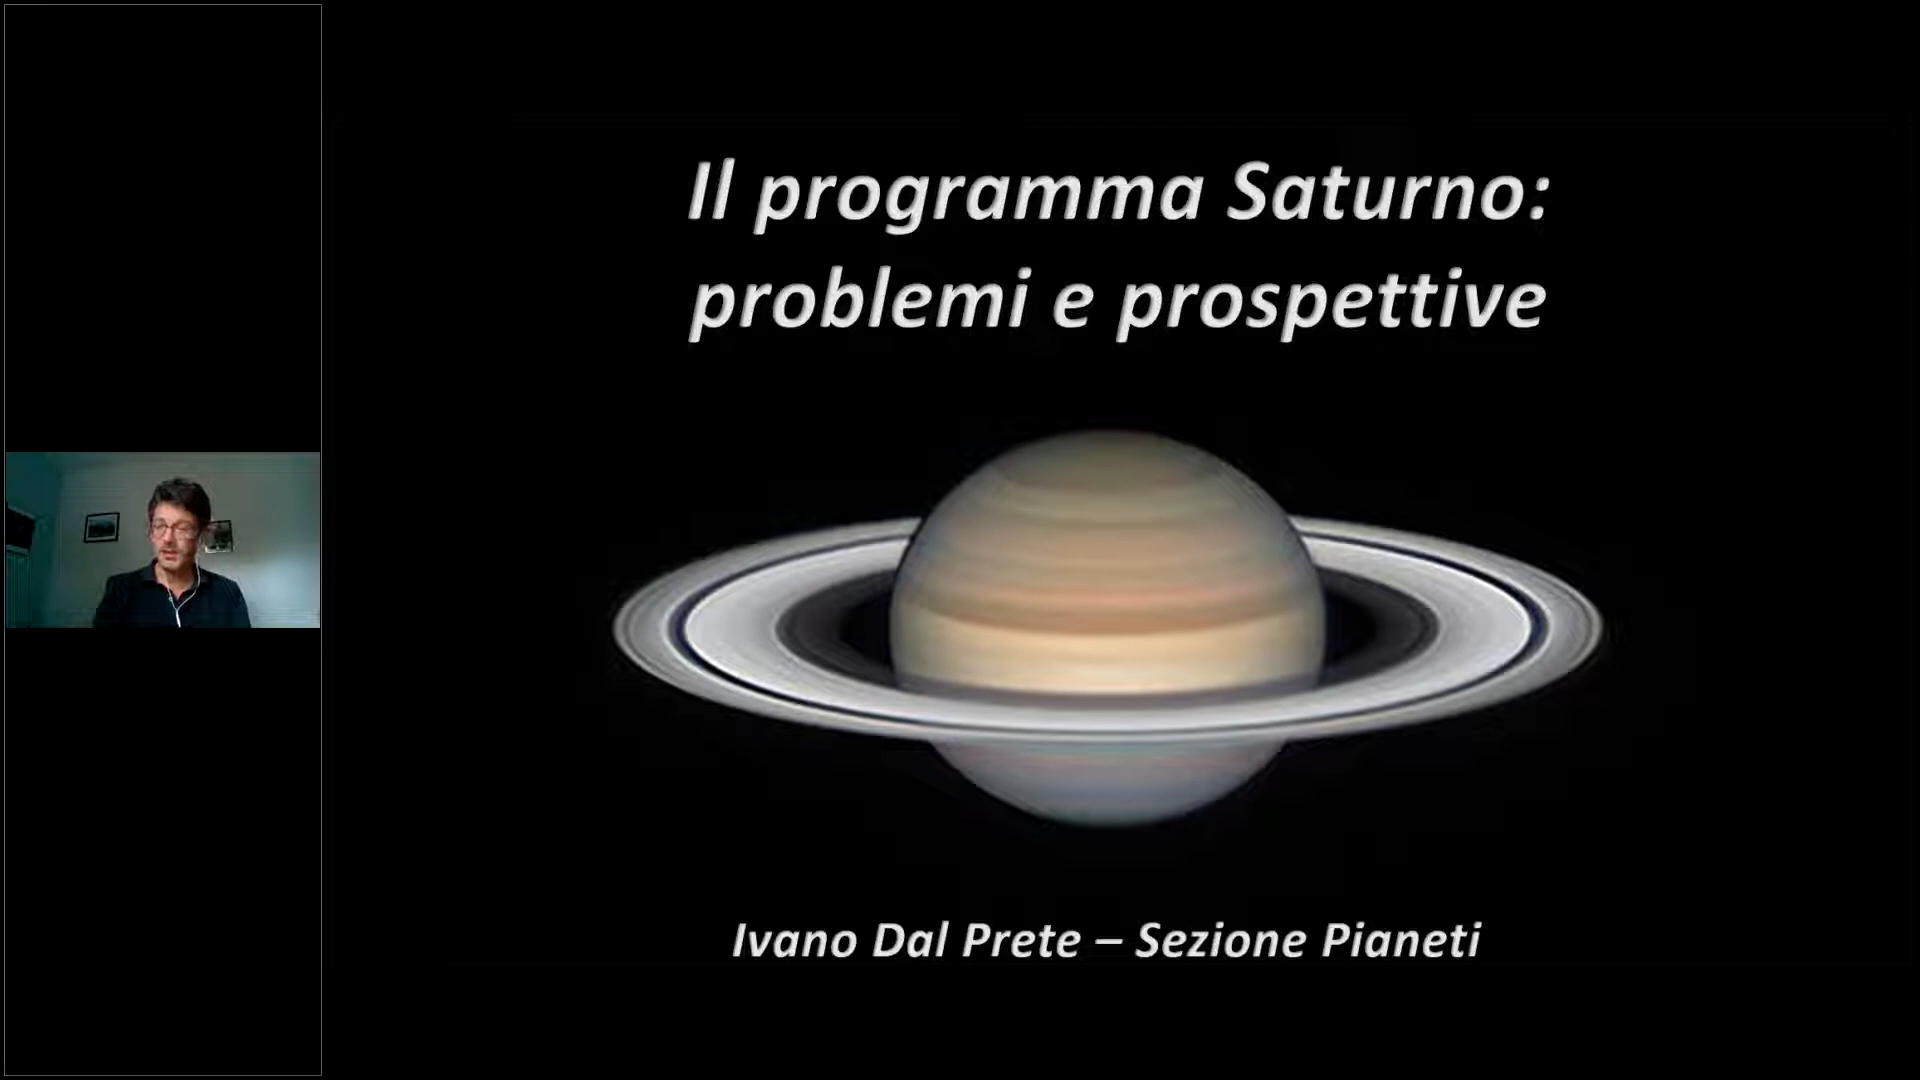 Il programma Saturno:
problemi e prospettive
Ivano Dal Prete – Sezione Pianeti